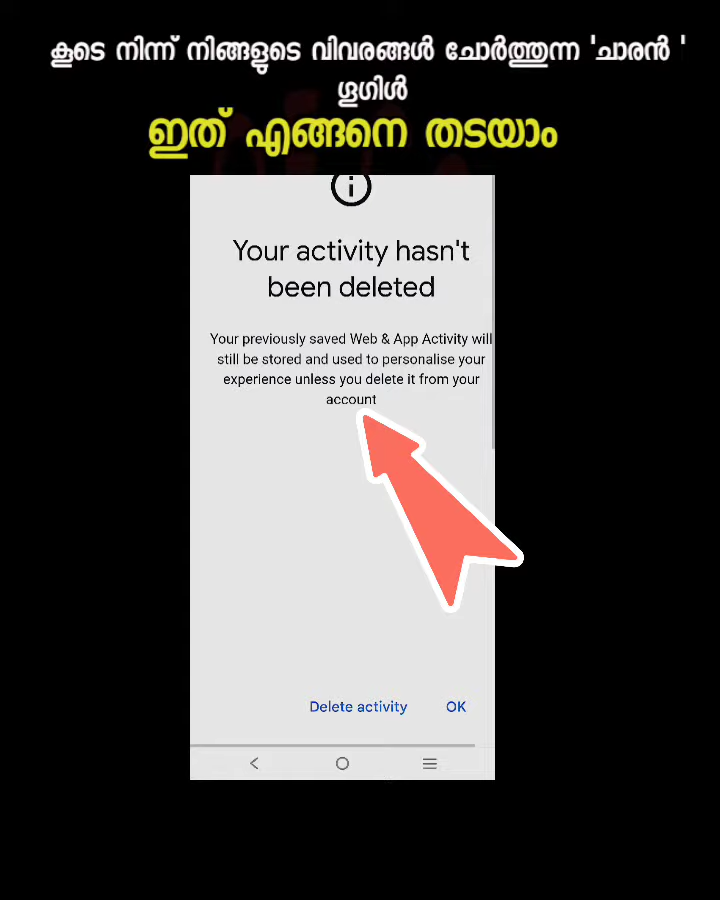 കൂടെ നിന്ന് നിങ്ങളുടെ വിവരങ്ങൾ ചോർത്തുന്ന 'ചാരൻ '
ഗൂഗിൾ
ഇത് എങ്ങനെ തടയാം
Your activity hasn't
been deleted
Your previously saved Web & App Activity will
still be stored and used to personalise your
experience unless you delete it from your
account
Delete activity OK